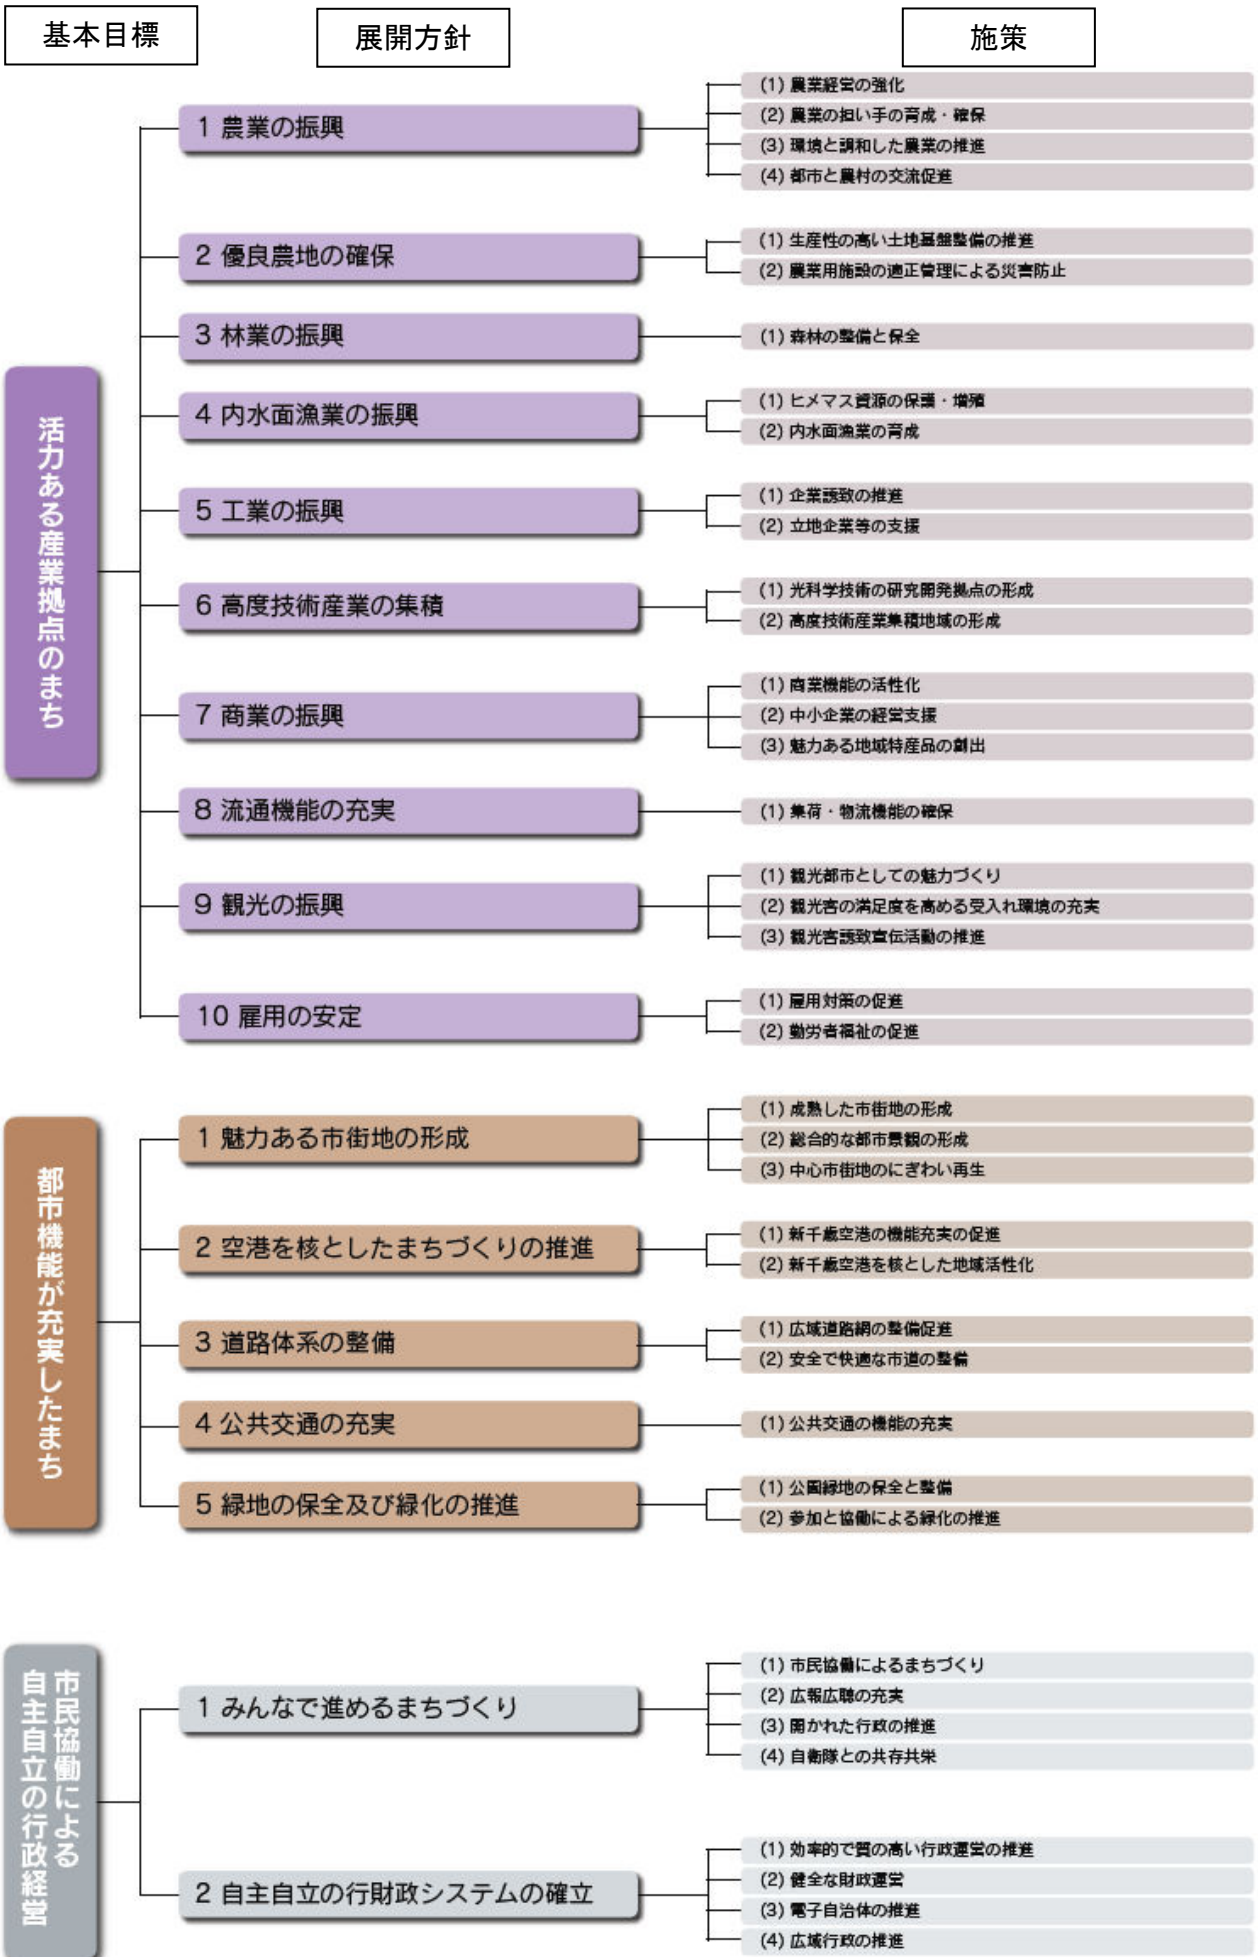 基本目標
展開方針
施策
活力ある産業拠点のまち
1 農業の振興
(1) 農業経営の強化
(2) 農業の担い手の育成・確保
(3) 環境と調和した農業の推進
(4) 都市と農村の交流促進
2 優良農地の確保
(1) 生産性の高い土地基盤整備の推進
(2) 農業用施設の適正管理による災害防止
3 林業の振興
(1) 森林の整備と保全
4 内水面漁業の振興
(1) ヒメマス資源の保護・増殖
(2) 内水面漁業の育成
5 工業の振興
(1) 企業誘致の推進
(2) 立地企業等の支援
6 高度技術産業の集積
(1) 光科学技術の研究開発拠点の形成
(2) 高度技術産業集積地域の形成
7 商業の振興
(1) 商業機能の活性化
(2) 中小企業の経営支援
(3) 魅力ある地域特産品の創出
8 流通機能の充実
(1) 集荷・物流機能の確保
9 観光の振興
(1) 観光都市としての魅力づくり
(2) 観光客の満足度を高める受入れ環境の充実
(3) 観光客誘致宣伝活動の推進
10 雇用の安定
(1) 雇用対策の促進
(2) 勤労者福祉の促進
都市機能が充実したまち
1 魅力ある市街地の形成
(1) 成熟した市街地の形成
(2) 総合的な都市景観の形成
(3) 中心市街地のにぎわい再生
2 空港を核としたまちづくりの推進
(1) 新千歳空港の機能充実の促進
(2) 新千歳空港を核とした地域活性化
3 道路体系の整備
(1) 広域道路網の整備促進
(2) 安全で快適な市道の整備
4 公共交通の充実
(1) 公共交通の機能の充実
5 緑地の保全及び緑化の推進
(1) 公園緑地の保全と整備
(2) 参加と協働による緑化の推進
市民協働による
自主自立の行政経営
1 みんなで進めるまちづくり
(1) 市民協働によるまちづくり
(2) 広報広聴の充実
(3) 開かれた行政の推進
(4) 自衛隊との共存共栄
2 自主自立の行財政システムの確立
(1) 効率的で質の高い行政運営の推進
(2) 健全な財政運営
(3) 電子自治体の推進
(4) 広域行政の推進